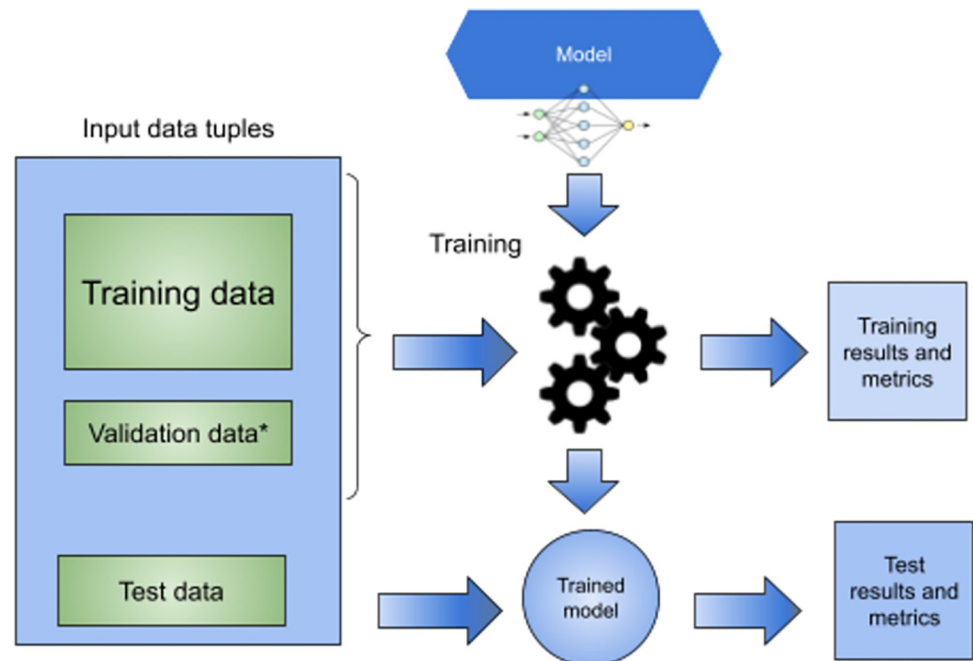 Model
Input data tuples
Training data
Validation data*
Test data
Training
Training
results and
metrics
Trained
model
Test
results and
metrics